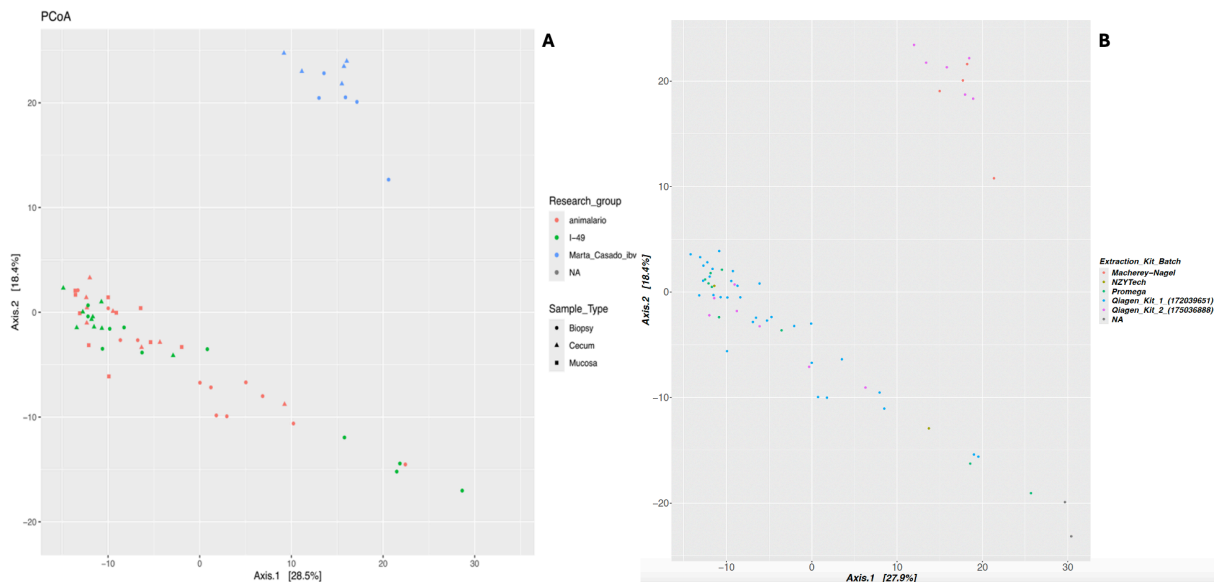 PCoA
A
20
10
0
−10
−20
Axis.2 [18.4%]
−10
0
10
20
30
Axis.1 [28.5%]
Research_group
animalario
I−49
Marta_Casado_ibv
NA
Sample_Type
Biopsy
Cecum
Mucosa
B
20
10
0
−10
−20
Axis.2 [18.4%]
−10
0
10
20
30
Axis.1 [27.9%]
Extraction_Kit_Batch
Macherey-Nagel
NZYTech
Promega
Qiagen_Kit_1_(172039651)
Qiagen_Kit_2_(175036888)
NA